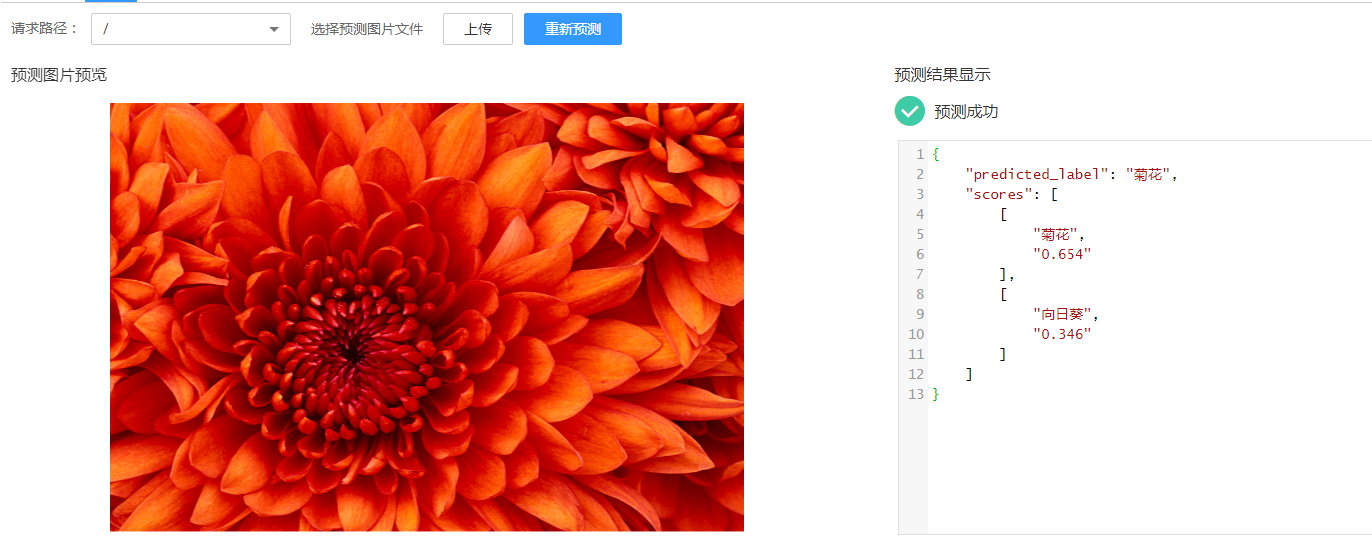 请求路径： / 选择预测图片文件 上传 重新预测
预测图片预览
预测结果显示
预测成功
1 {
2 "predicted_label": "菊花",
3 "scores": [
4 [
5 "菊花",
6 "0.654"
7 ],
8 [
9 "向日葵",
10 "0.346"
11 ]
12 ]
13 }